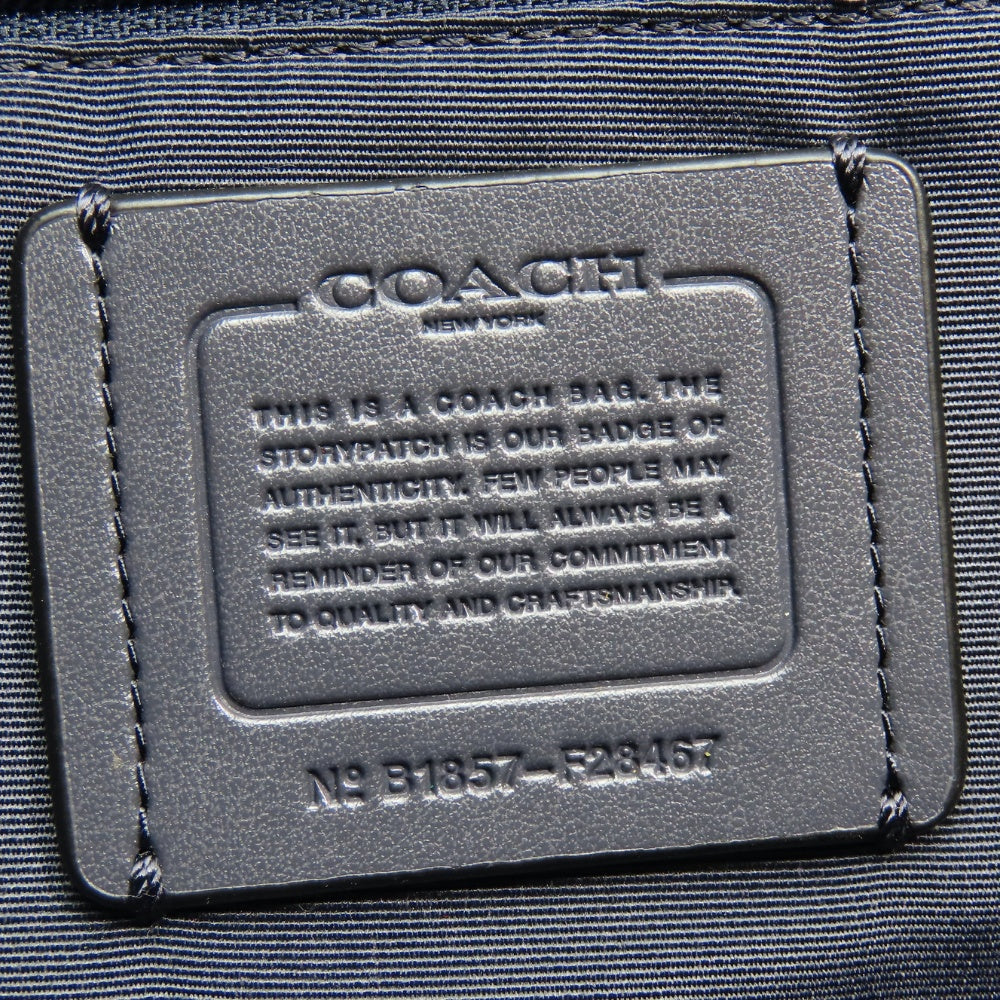 COACH
NEW YORK
THIS IS A COACH BAG. THE
STORYPATCH IS OUR BADGE OF
AUTHENTICITY. FEW PEOPLE MAY
SEE IT, BUT IT WILL ALWAYS BE A
REMINDER OF OUR COMMITMENT
TO QUALITY AND CRAFTSMANSHIP.
Nº B1857-F28467